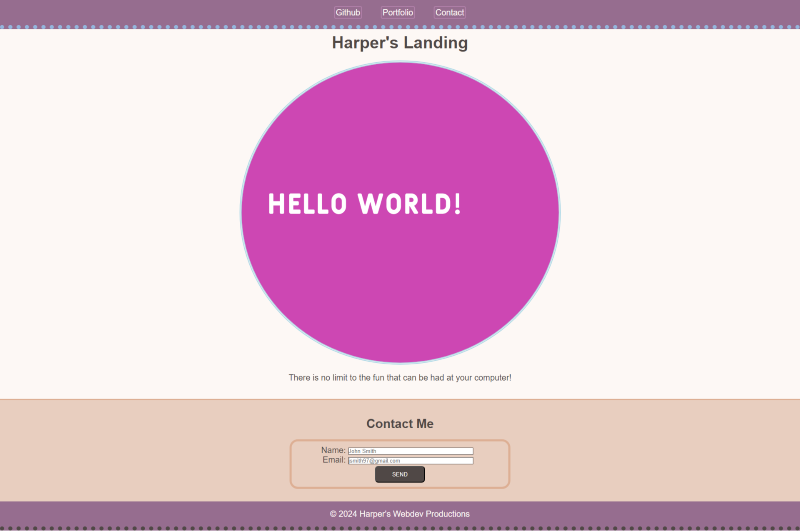 Github Portfolio Contact
Harper's Landing
HELLO WORLD!
There is no limit to the fun that can be had at your computer!
Contact Me
Name: John Smith
Email: jsmith97@gmail.com
SEND
© 2024 Harper's Webdev Productions